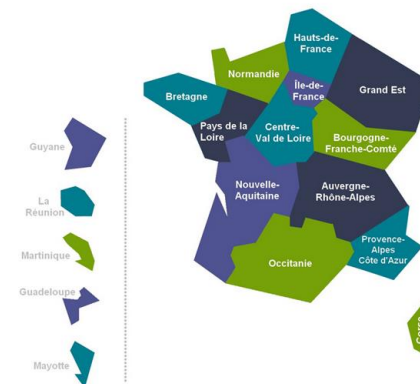 Hauts-de-
France
Normandie
Île-de-
France
Grand Est
Bretagne
Pays de la
Loire
Centre-
Val de Loire
Bourgogne-
Franche-Comté
Guyane
Nouvelle-
Aquitaine
Auvergne-
Rhône-Alpes
La
Réunion
Provence-
Alpes
Côte d'Azur
Martinique
Occitanie
Guadeloupe
Corse
Mayotte